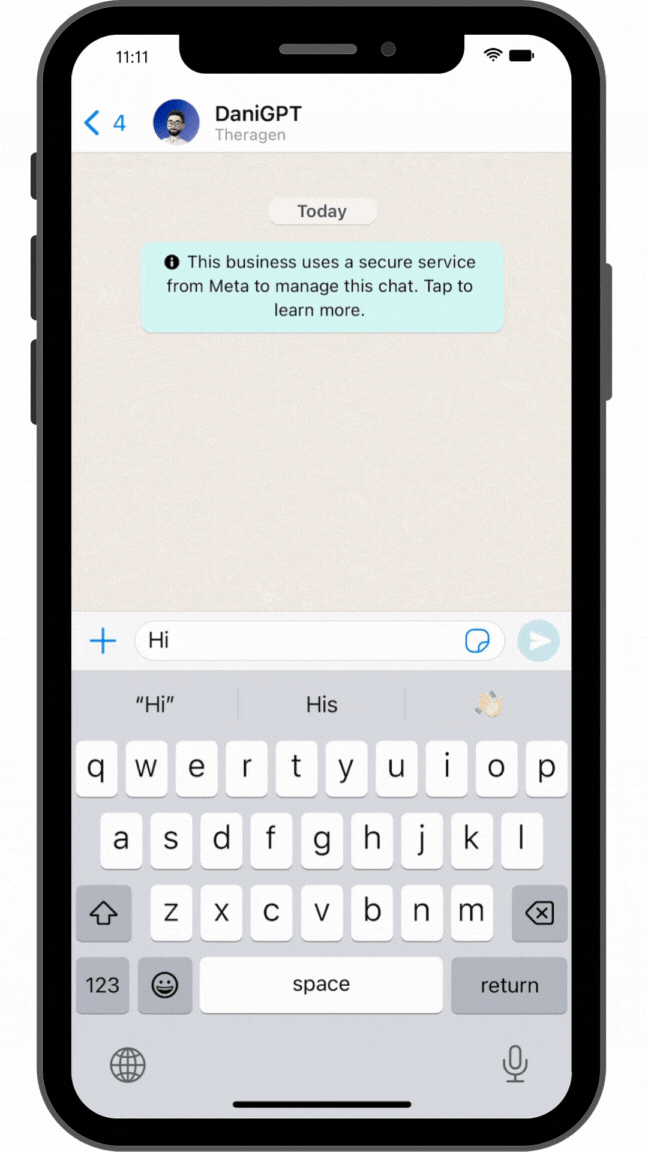 11:11
4
DaniGPT
Theragen
Today
This business uses a secure service
from Meta to manage this chat. Tap to
learn more.
Hi
“Hi” His
q w e r t y u i o p
a s d f g h j k l
z x c v b n m
123 space return